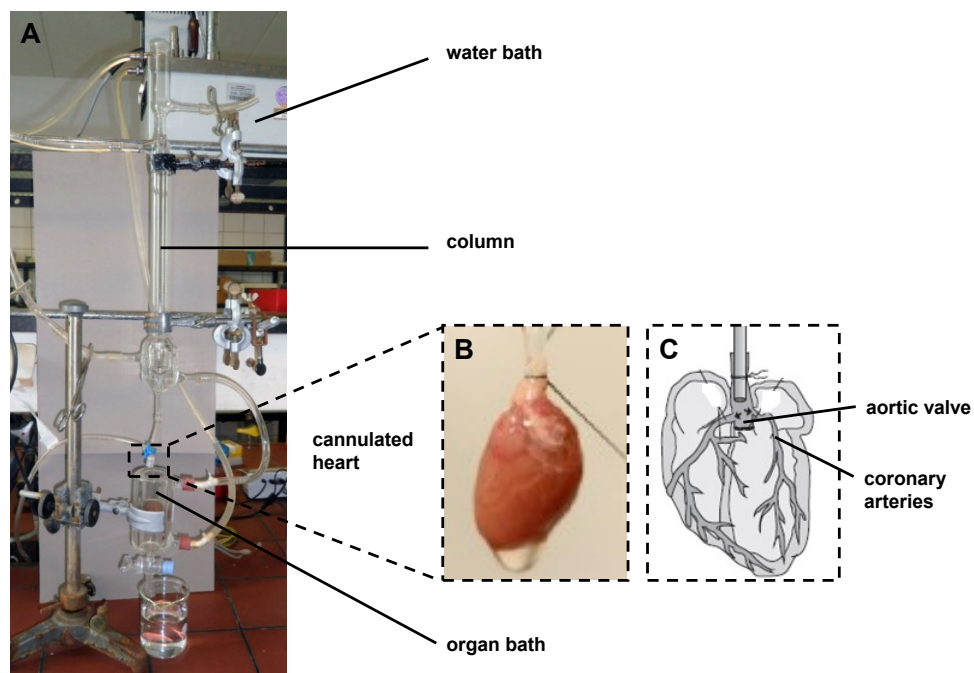 A
water bath
column
B
C
aortic valve
cannulated
heart
coronary
arteries
organ bath